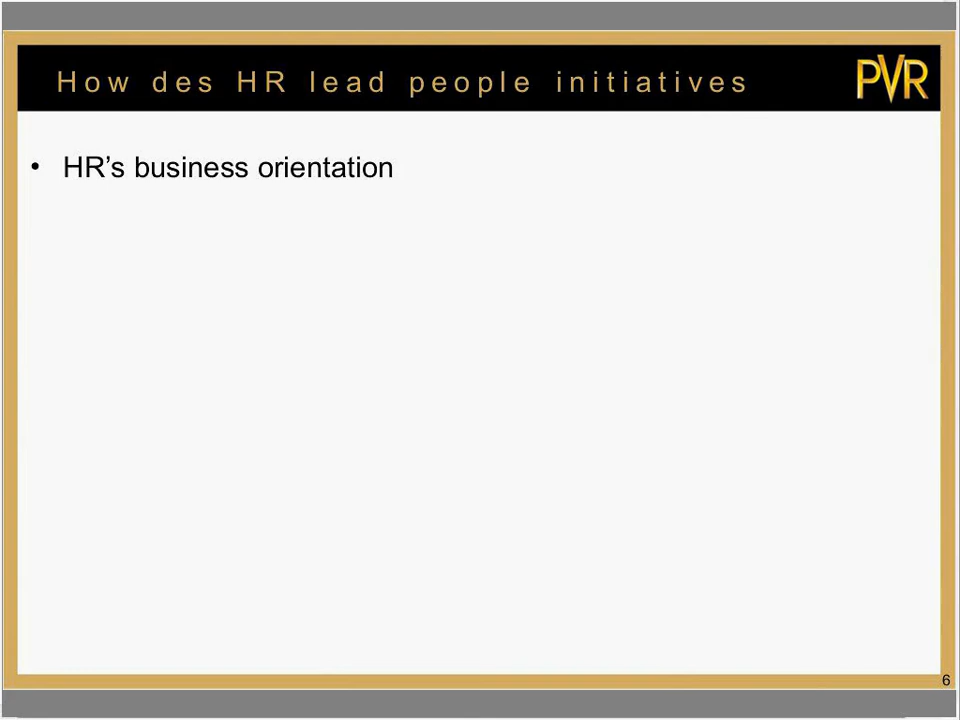 How des HR lead people initiatives
PVR
• HR’s business orientation
6